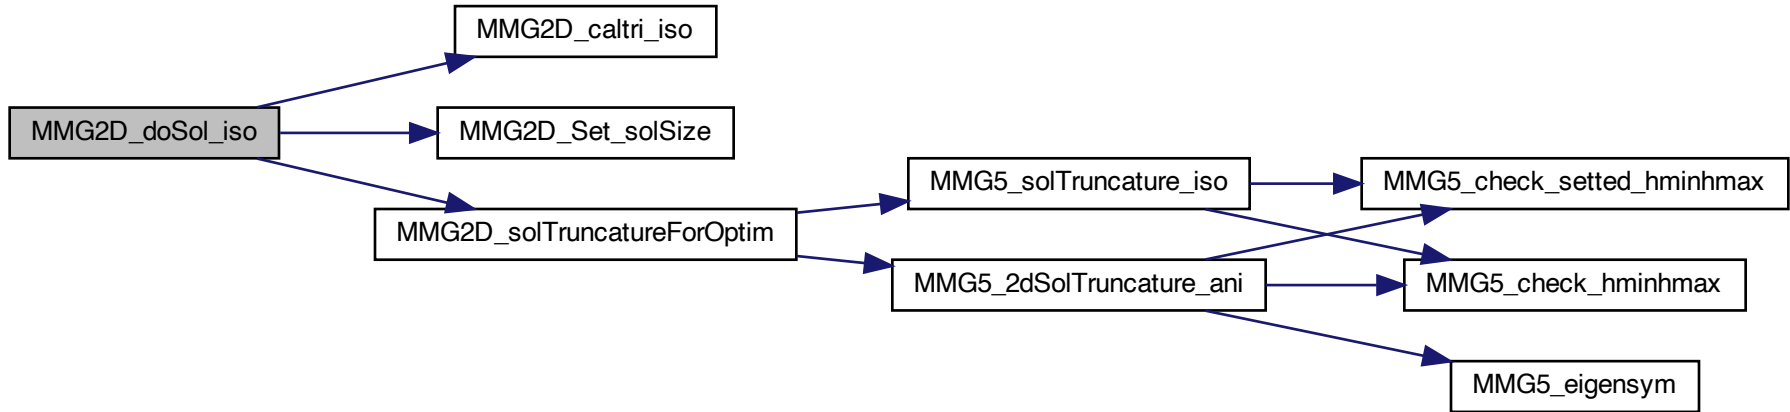 MMG2D_caltri_iso
MMG2D_doSol_iso
MMG2D_Set_solSize
MMG2D_solTruncatureForOptim
MMG5_solTruncature_iso
MMG5_check_setted_hminhmax
MMG5_2dSolTruncature_ani
MMG5_check_hminhmax
MMG5_eigensym